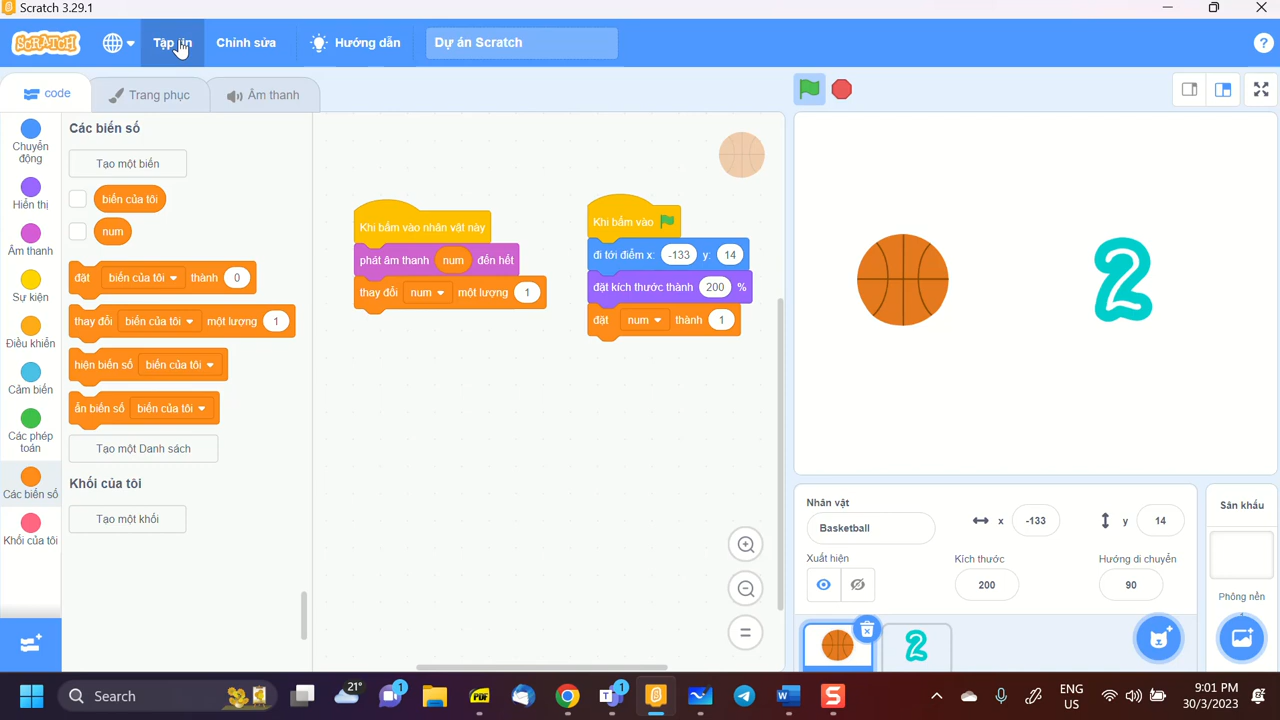 Scratch 3.29.1
SCRATCH
Tập tin
Chỉnh sửa
Hướng dẫn
Dự án Scratch
?
code
Trang phục
Âm thanh
Chuyển động
Hiển thị
Âm thanh
Sự kiện
Điều khiển
Cảm biến
Các phép toán
Các biến số
Khối của tôi
Các biến số
Tạo một biến
biến của tôi
num
đặt biến của tôi thành 0
thay đổi biến của tôi một lượng 1
hiện biến số biến của tôi
ẩn biến số biến của tôi
Tạo một Danh sách
Khối của tôi
Tạo một khối
Khi bấm vào nhân vật này
phát âm thanh num đến hết
thay đổi num một lượng 1
Khi bấm vào
đi tới điểm x: -133 y: 14
đặt kích thước thành 200 %
đặt num thành 1
2
Nhân vật
Basketball
x -133
y 14
Xuất hiện
Kích thước
200
Hướng di chuyển
90
2
Sân khấu
Phông nền
1
Search
21°
1
PDF
1
ENG
US
9:01 PM
30/3/2023